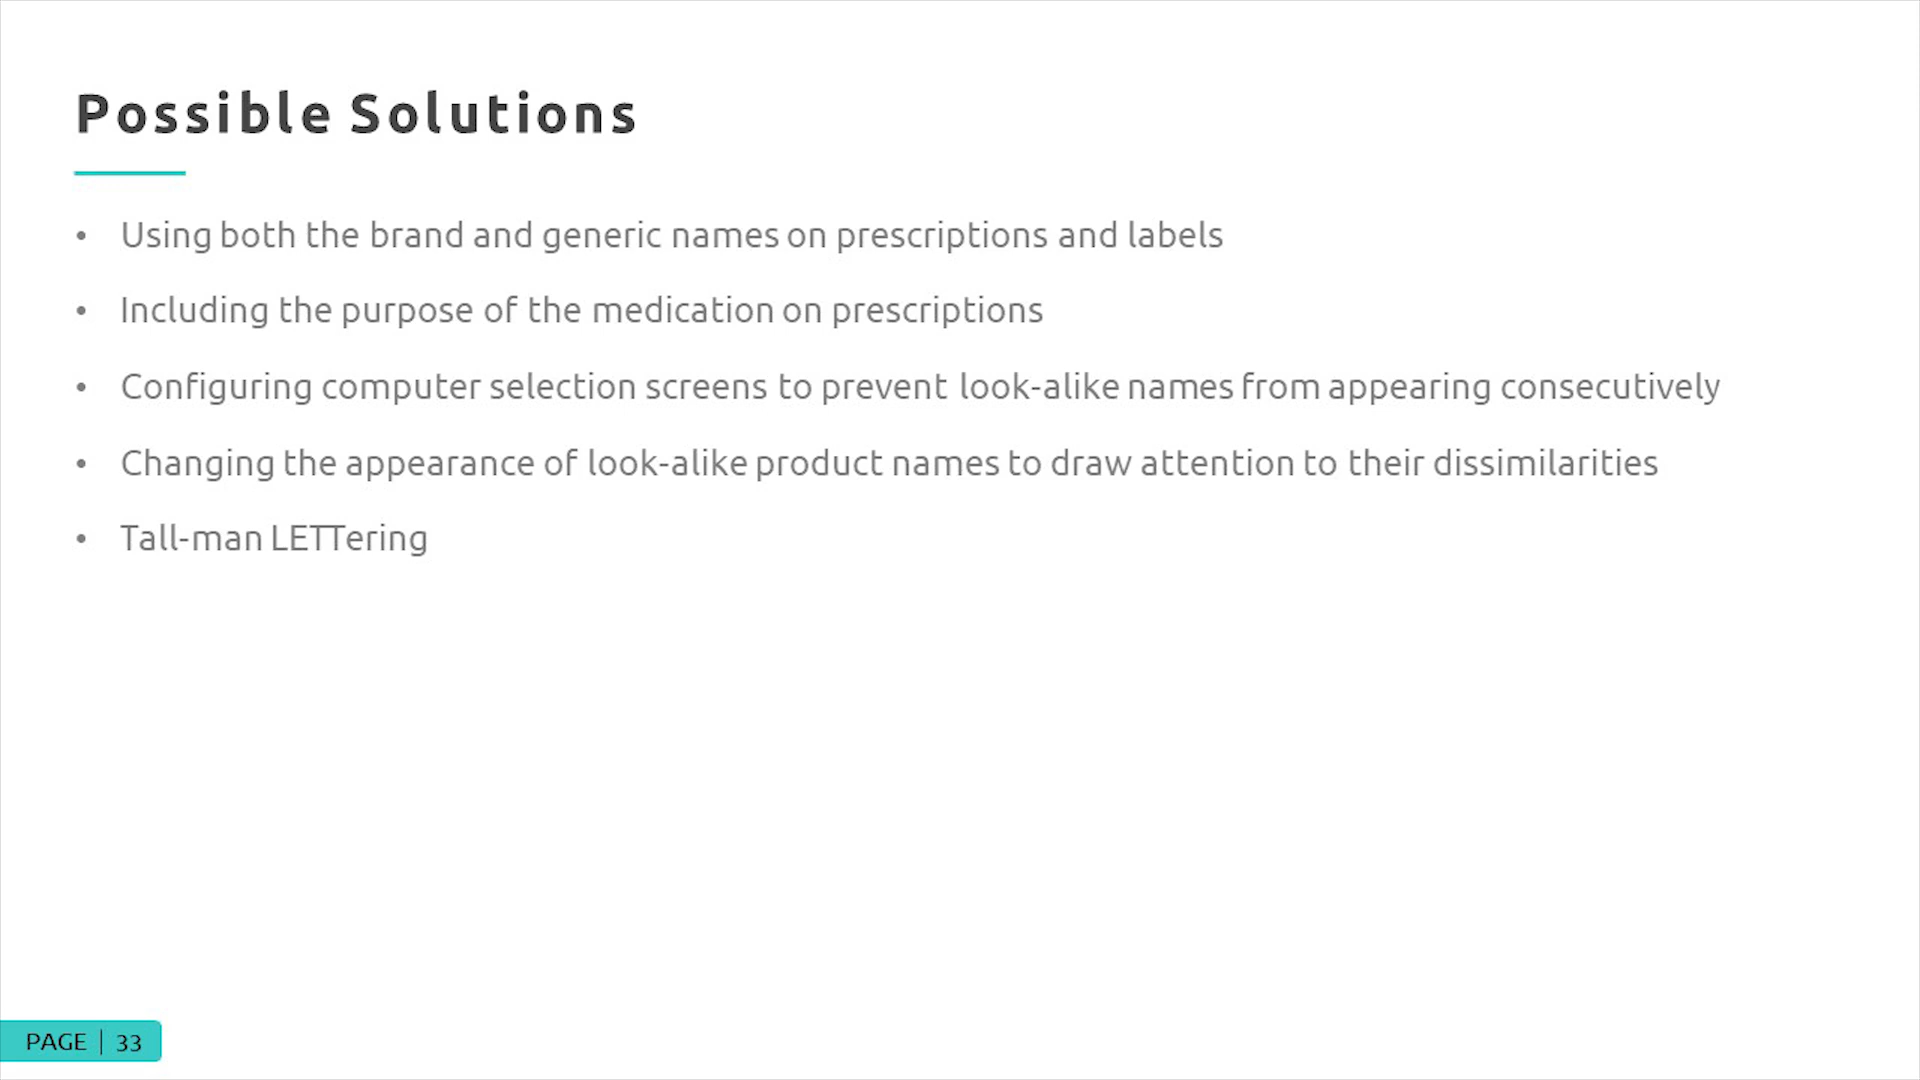 Possible Solutions
• Using both the brand and generic names on prescriptions and labels
• Including the purpose of the medication on prescriptions
• Configuring computer selection screens to prevent look-alike names from appearing consecutively
• Changing the appearance of look-alike product names to draw attention to their dissimilarities
• Tall-man LETTering
PAGE | 33